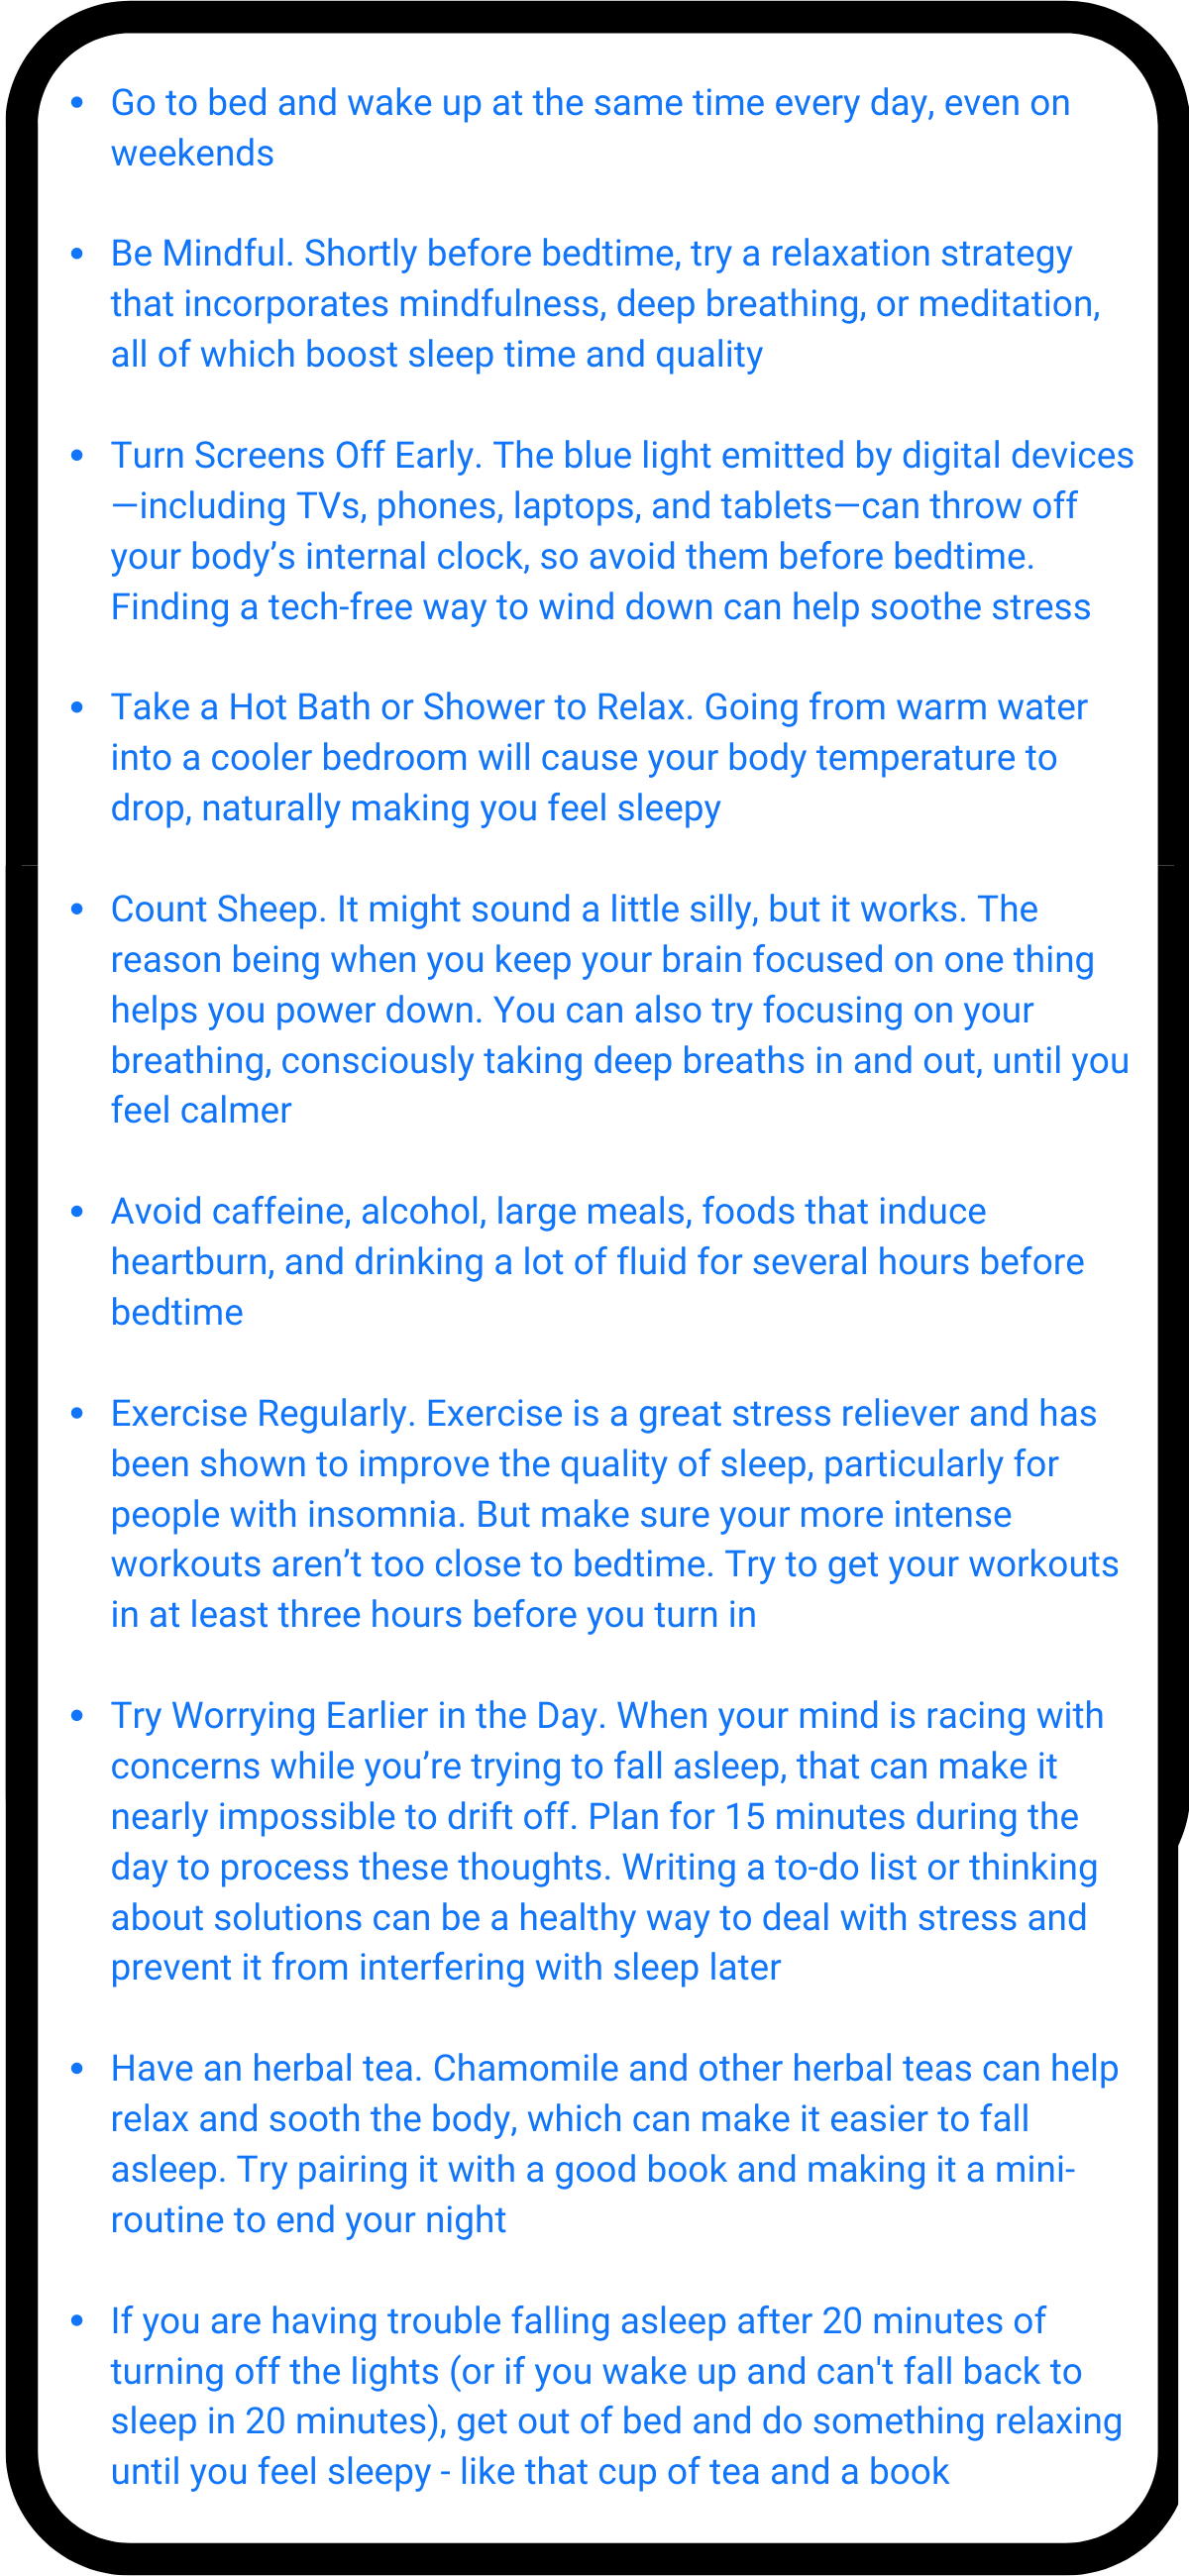 • Go to bed and wake up at the same time every day, even on
weekends
• Be Mindful. Shortly before bedtime, try a relaxation strategy
that incorporates mindfulness, deep breathing, or meditation,
all of which boost sleep time and quality
• Turn Screens Off Early. The blue light emitted by digital devices
—including TVs, phones, laptops, and tablets—can throw off
your body’s internal clock, so avoid them before bedtime.
Finding a tech-free way to wind down can help soothe stress
• Take a Hot Bath or Shower to Relax. Going from warm water
into a cooler bedroom will cause your body temperature to
drop, naturally making you feel sleepy
• Count Sheep. It might sound a little silly, but it works. The
reason being when you keep your brain focused on one thing
helps you power down. You can also try focusing on your
breathing, consciously taking deep breaths in and out, until you
feel calmer
• Avoid caffeine, alcohol, large meals, foods that induce
heartburn, and drinking a lot of fluid for several hours before
bedtime
• Exercise Regularly. Exercise is a great stress reliever and has
been shown to improve the quality of sleep, particularly for
people with insomnia. But make sure your more intense
workouts aren’t too close to bedtime. Try to get your workouts
in at least three hours before you turn in
• Try Worrying Earlier in the Day. When your mind is racing with
concerns while you’re trying to fall asleep, that can make it
nearly impossible to drift off. Plan for 15 minutes during the
day to process these thoughts. Writing a to-do list or thinking
about solutions can be a healthy way to deal with stress and
prevent it from interfering with sleep later
• Have an herbal tea. Chamomile and other herbal teas can help
relax and sooth the body, which can make it easier to fall
asleep. Try pairing it with a good book and making it a mini-
routine to end your night
• If you are having trouble falling asleep after 20 minutes of
turning off the lights (or if you wake up and can't fall back to
sleep in 20 minutes), get out of bed and do something relaxing
until you feel sleepy - like that cup of tea and a book